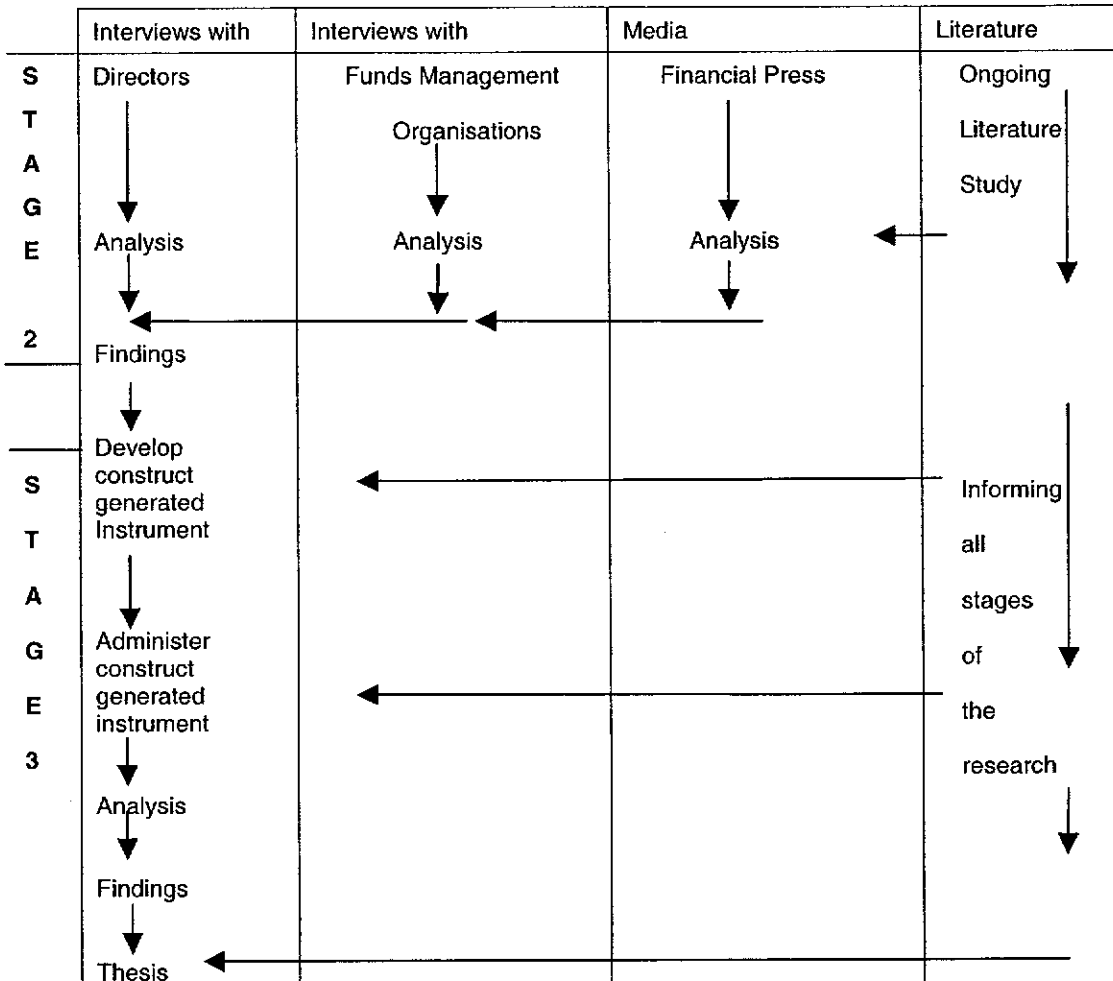 Interviews with
Interviews with
Media
Literature
STAGE 2
Directors
Funds Management
Organisations
Financial Press
Ongoing
Literature
Study
Analysis
Analysis
Analysis
Findings
STAGE 3
Develop
construct
generated
Instrument
Administer
construct
generated
instrument
Analysis
Findings
Thesis
Informing
all
stages
of
the
research